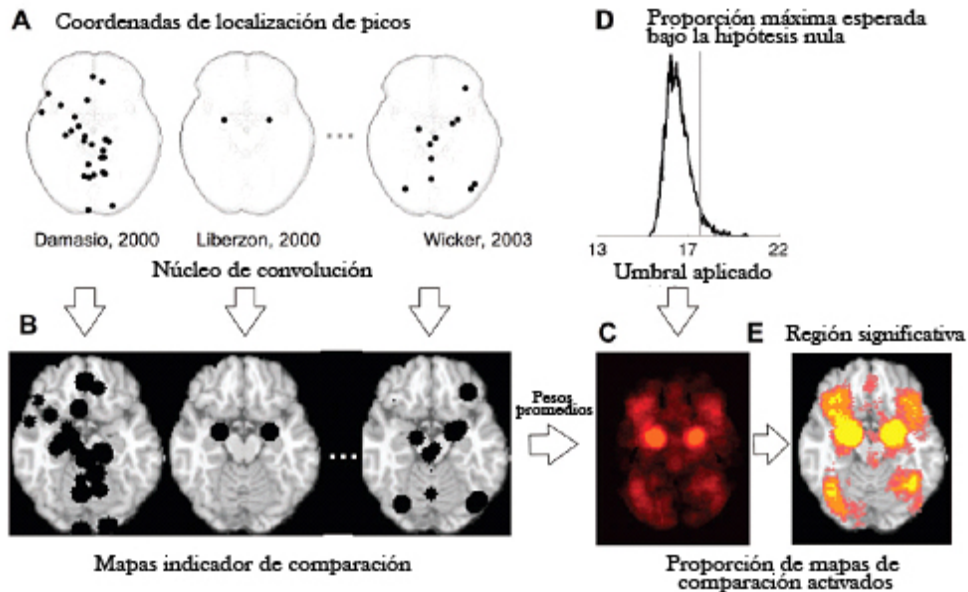 A
Coordenadas de localización de picos
Damasio, 2000
Liberzon, 2000
Wicker, 2003
Núcleo de convolución
B
Mapas indicador de comparación
Pesos
promedios
D
Proporción máxima esperada
bajo la hipótesis nula
13
17
22
Umbral aplicado
C
E
Región significativa
Proporción de mapas de
comparación activados